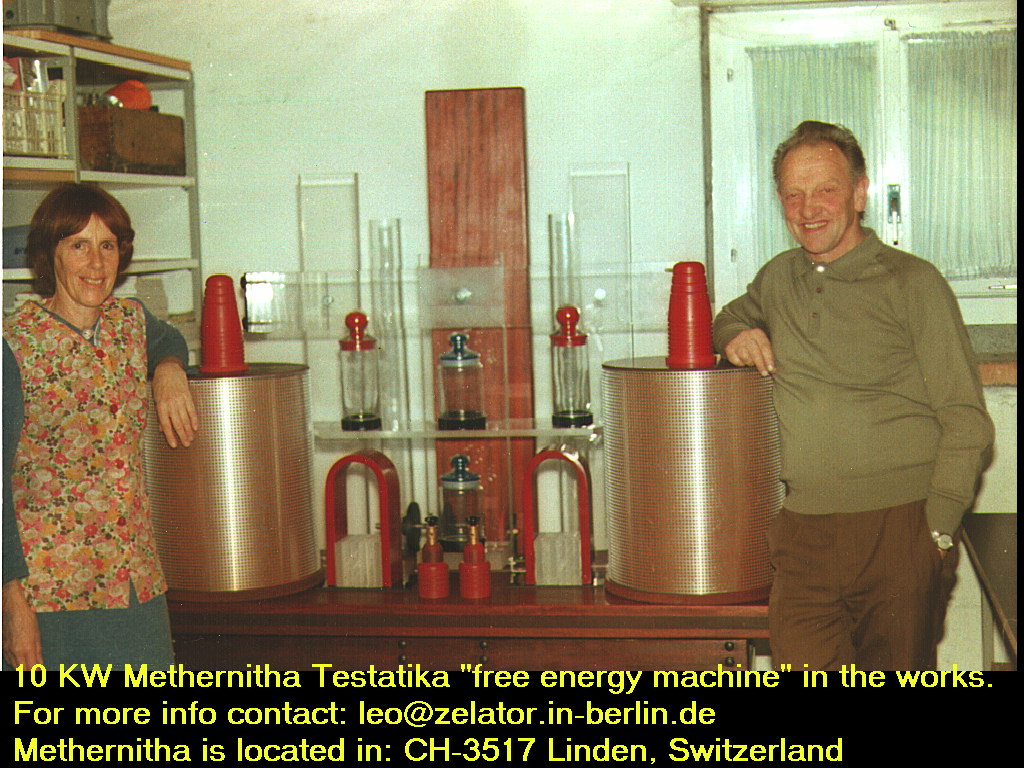 10 KW Methernitha Testatika "free energy machine" in the works.
For more info contact: leo@zelator.in-berlin.de
Methernitha is located in: CH-3517 Linden, Switzerland